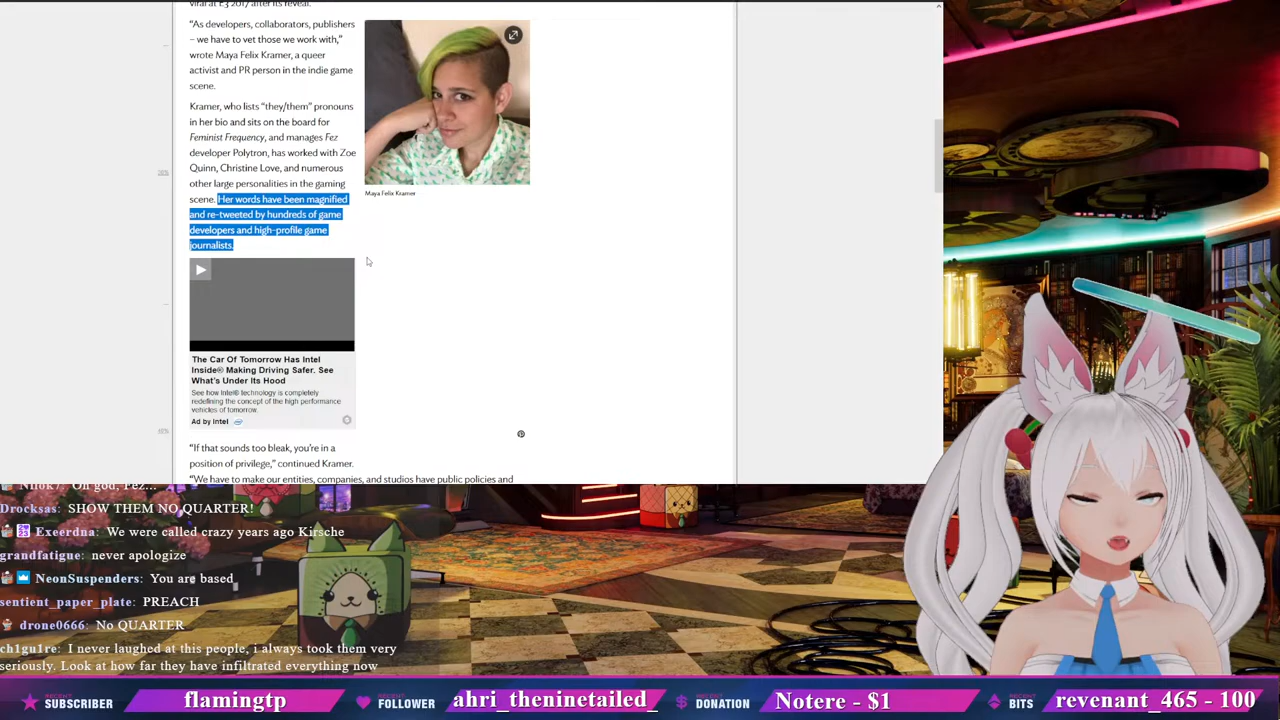 viral at E3 2017 after its reveal.
“As developers, collaborators, publishers
– we have to vet those we work with,”
wrote Maya Felix Kramer, a queer
activist and PR person in the indie game
scene.
Kramer, who lists “they/them” pronouns
in her bio and sits on the board for
Feminist Frequency, and manages Fez
developer Polytron, has worked with Zoe
Quinn, Christine Love, and numerous
other large personalities in the gaming
scene. Her words have been magnified
and re-tweeted by hundreds of game
developers and high-profile game
journalists.
Maya Felix Kramer
The Car Of Tomorrow Has Intel
Inside® Making Driving Safer. See
What’s Under Its Hood
See how Intel® technology is completely
redefining the concept of the high performance
vehicles of tomorrow.
Ad by Intel
“If that sounds too bleak, you’re in a
position of privilege,” continued Kramer.
“We have to make our entities, companies, and studios have public policies and
Oh god, Fez...
Drocksas: SHOW THEM NO QUARTER!
Exeerdna: We were called crazy years ago Kirsche
grandfatigue: never apologize
NeonSuspenders: You are based
sentient_paper_plate: PREACH
drone0666: No QUARTER
ch1gu1re: I never laughed at this people, i always took them very
seriously. Look at how far they have infiltrated everything now
RECENT SUBSCRIBER flamingtp RECENT FOLLOWER ahri_theninetailed_ RECENT DONATION Notere - $1 RECENT BITS revenant_465 - 100